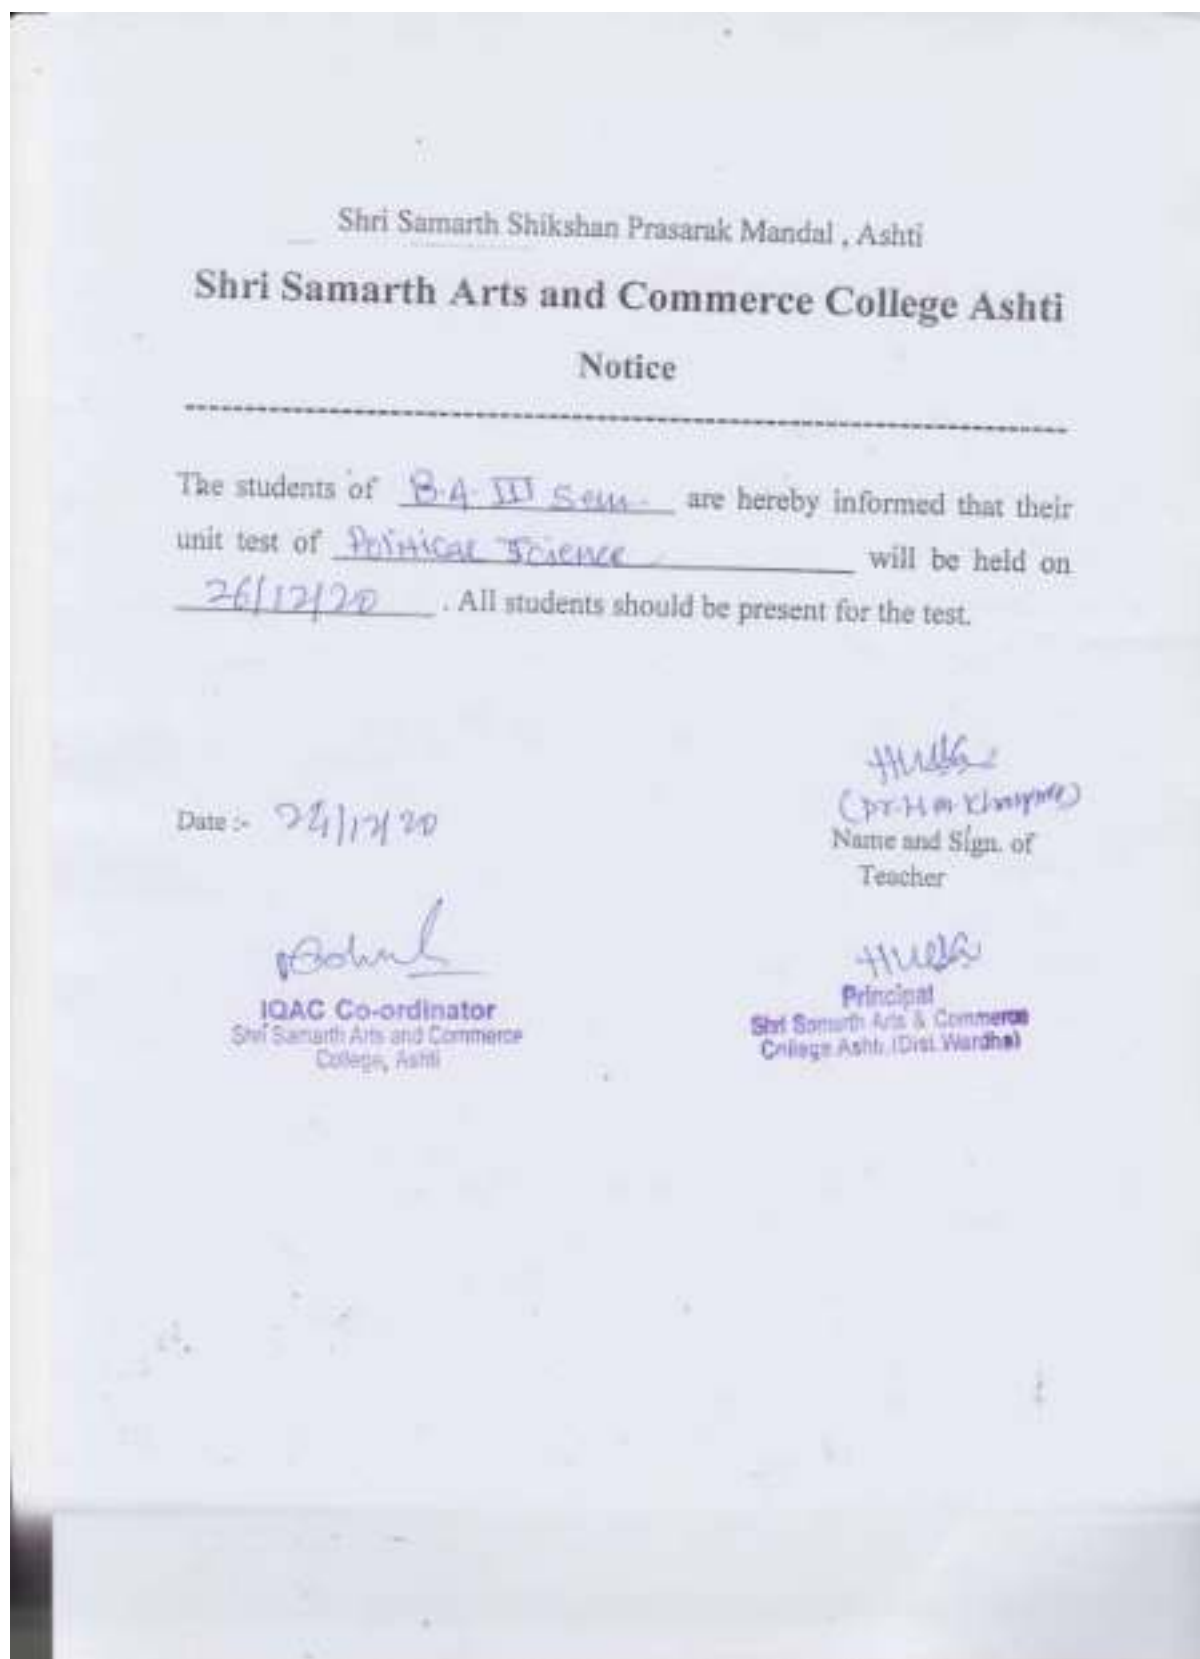 Shri Samarth Shikshan Prasarak Mandal , Ashti
Shri Samarth Arts and Commerce College Ashti
Notice
The students of B.A. III Sem. are hereby informed that their
unit test of Political Science will be held on
26/12/20 . All students should be present for the test.
Date :- 24/12/20
(Dr. H. M.
Name and Sign. of
Teacher
IQAC Co-ordinator
Shri Samarth Arts and Commerce
College, Ashti
Principal
Shri Samarth Arts & Commerce
College Ashti, (Dist. Wardha)